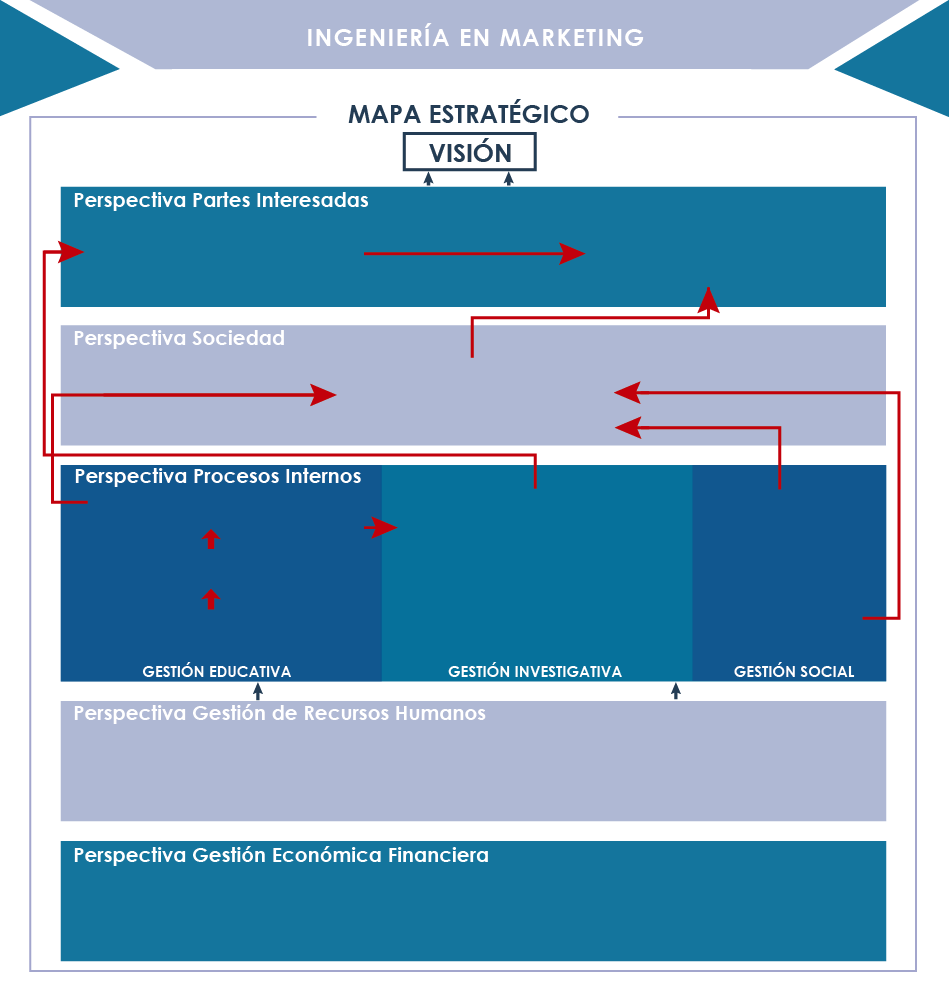 INGENIERÍA EN MARKETING
MAPA ESTRATÉGICO
VISIÓN
Perspectiva Partes Interesadas
Perspectiva Sociedad
Perspectiva Procesos Internos
GESTIÓN EDUCATIVA
GESTIÓN INVESTIGATIVA
GESTIÓN SOCIAL
Perspectiva Gestión de Recursos Humanos
Perspectiva Gestión Económica Financiera